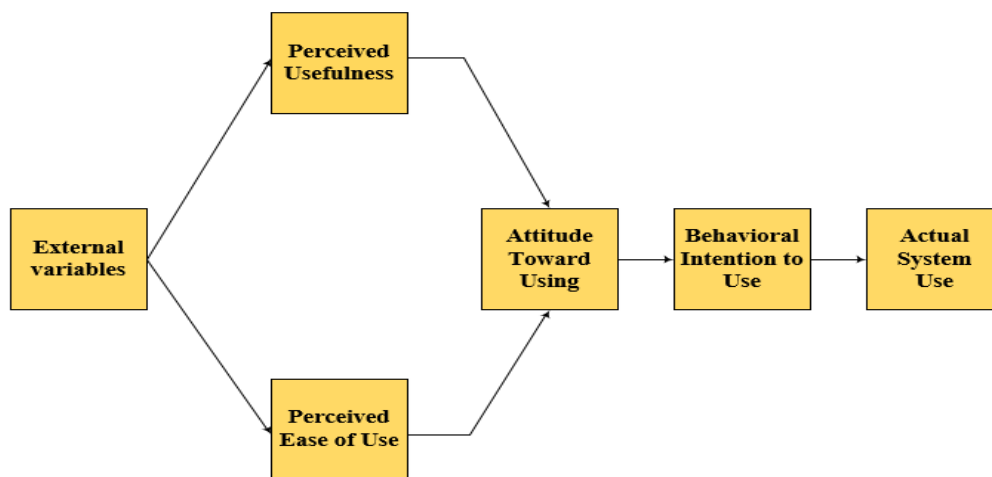 Perceived
Usefulness
External
variables
Attitude
Toward
Using
Behavioral
Intention to
Use
Actual
System
Use
Perceived
Ease of Use